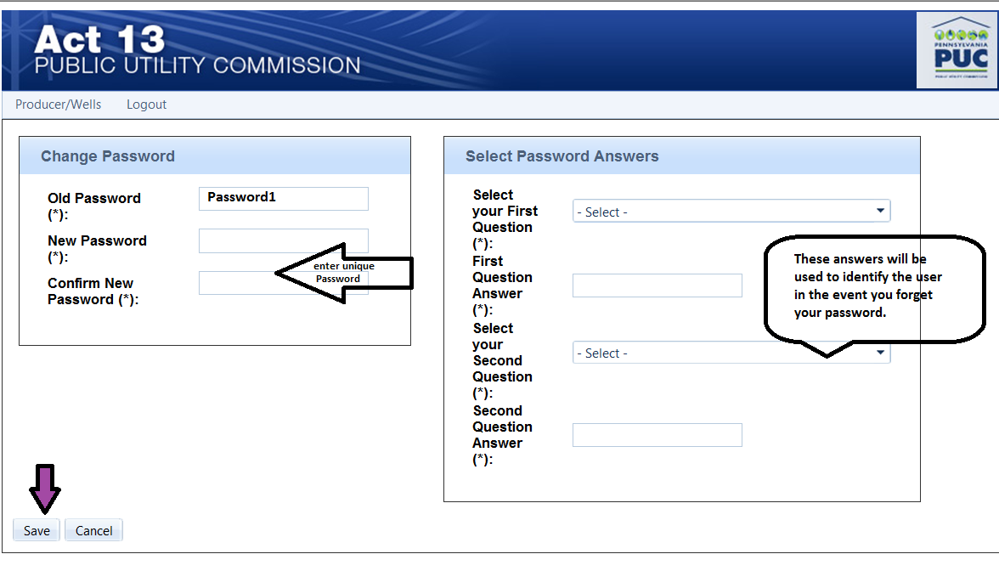 Act 13
PUBLIC UTILITY COMMISSION
PENNSYLVANIA
PUC
PUBLIC UTILITY COMMISSION
Producer/Wells Logout
Change Password
Old Password
(*):
Password1
New Password
(*):
Confirm New
Password (*):
enter unique
Password
Select Password Answers
Select
your First
Question
(*):
- Select -
First
Question
Answer
(*):
Select
your
Second
Question
(*):
- Select -
Second
Question
Answer
(*):
These answers will be
used to identify the user
in the event you forget
your password.
Save Cancel